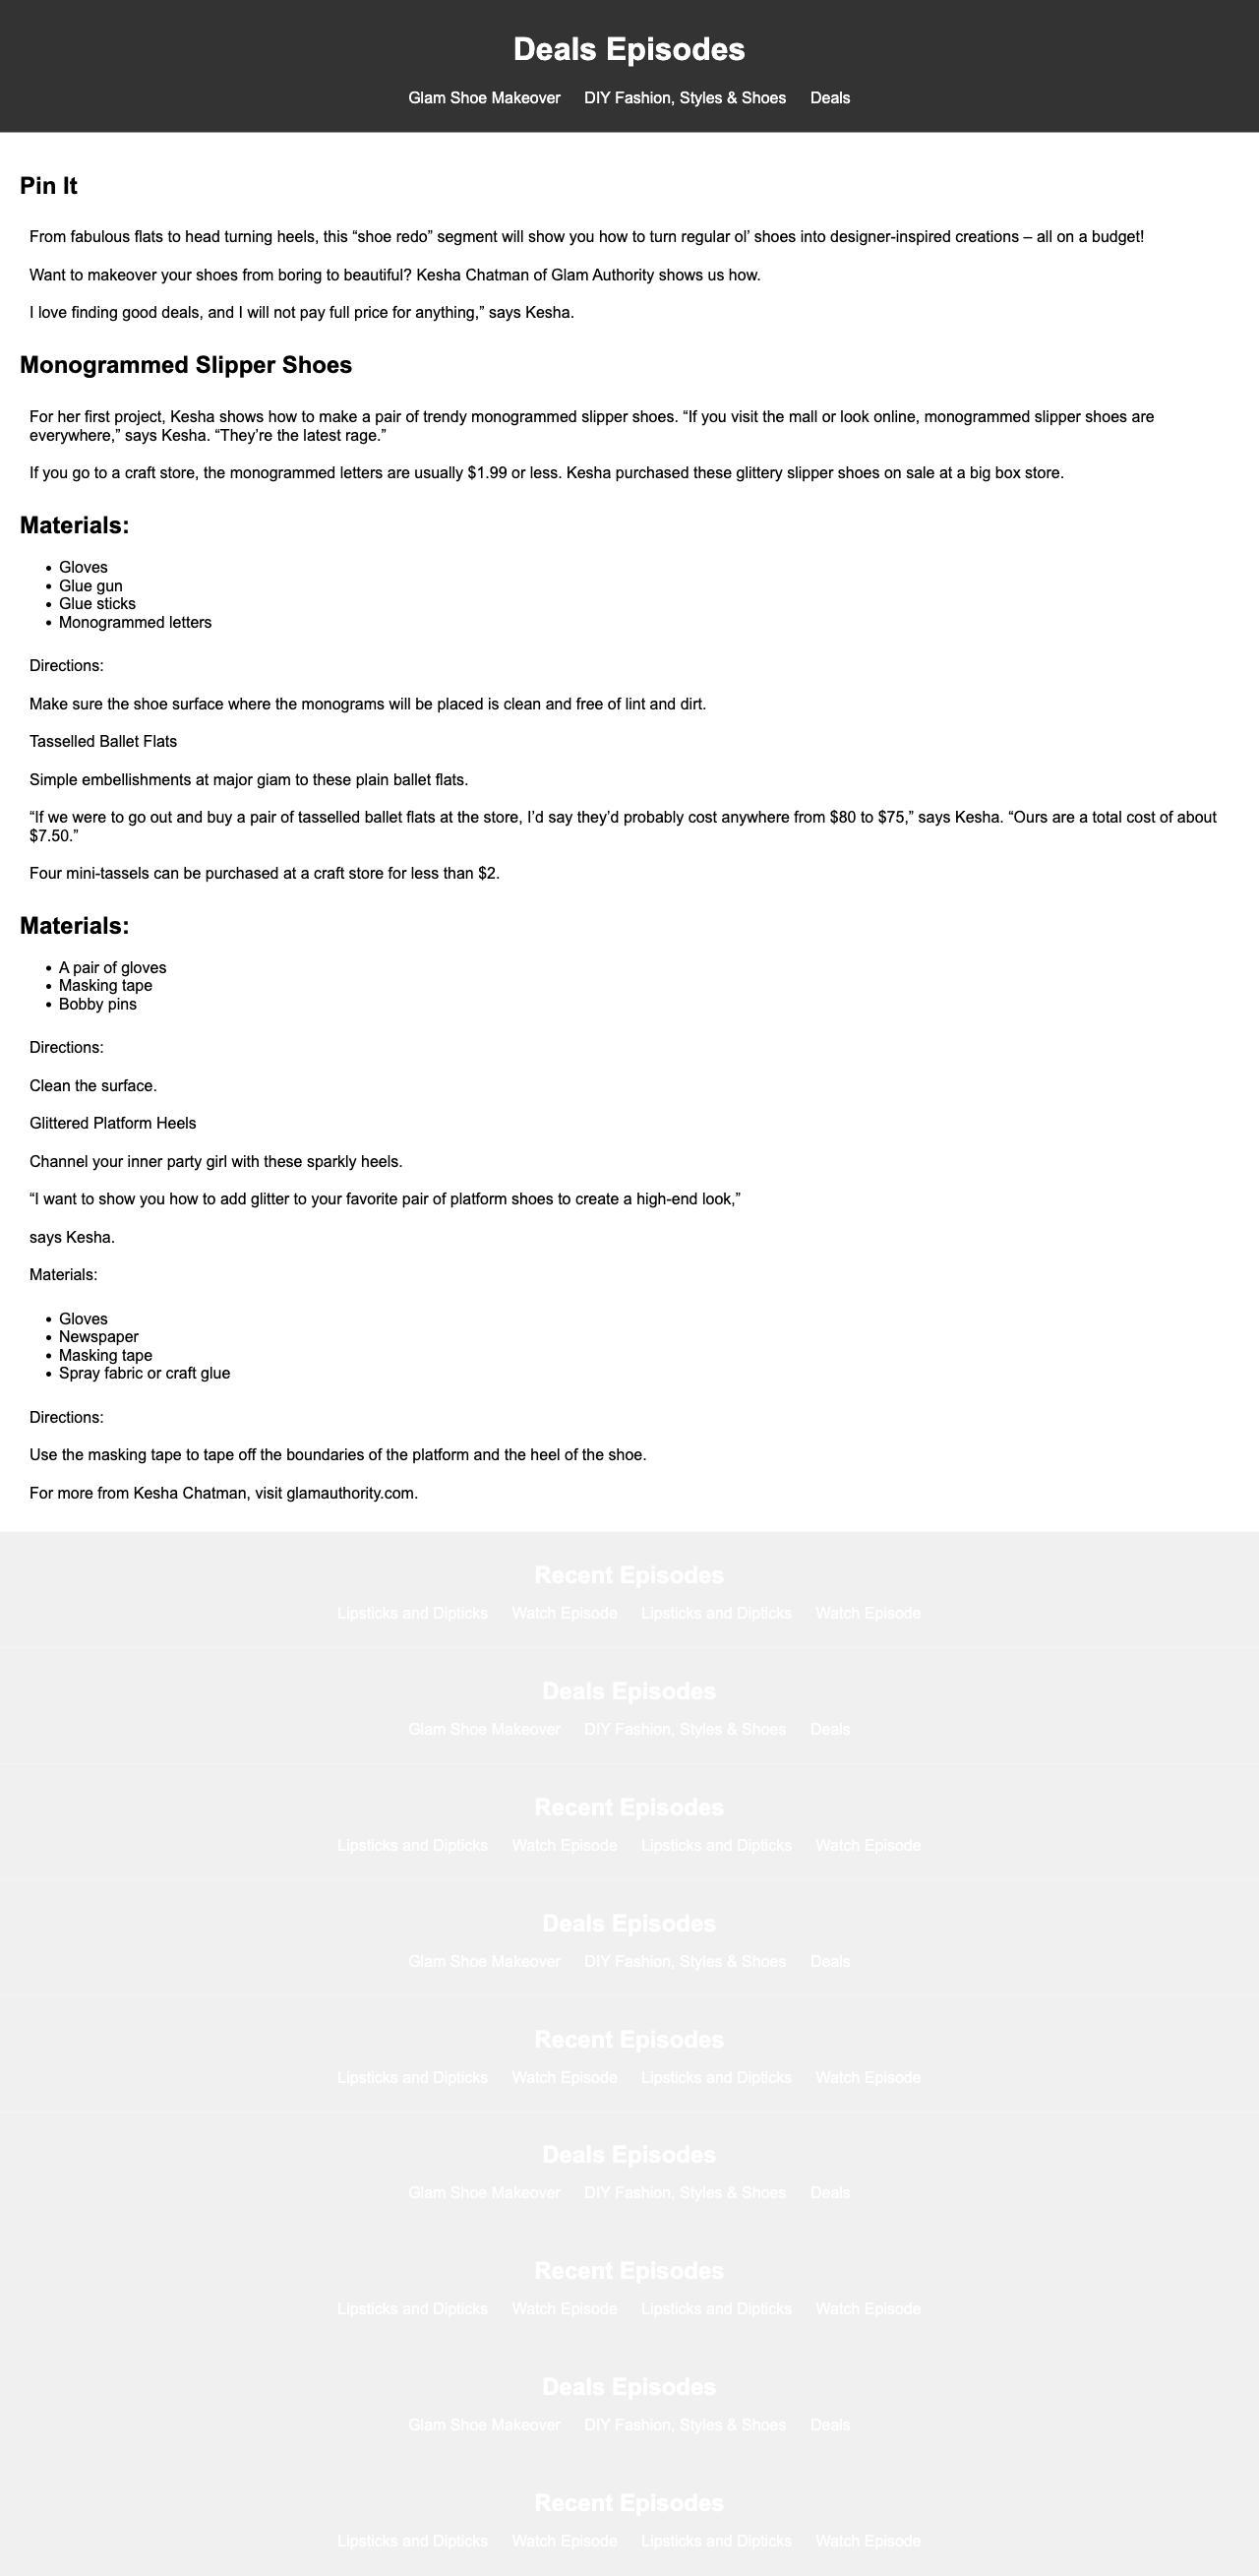 Deals Episodes
Glam Shoe Makeover DIY Fashion, Styles & Shoes Deals
Pin It
From fabulous flats to head turning heels, this “shoe redo” segment will show you how to turn regular ol’ shoes into designer-inspired creations – all on a budget!
Want to makeover your shoes from boring to beautiful? Kesha Chatman of Glam Authority shows us how.
I love finding good deals, and I will not pay full price for anything,” says Kesha.
Monogrammed Slipper Shoes
For her first project, Kesha shows how to make a pair of trendy monogrammed slipper shoes. “If you visit the mall or look online, monogrammed slipper shoes are
everywhere,” says Kesha. “They’re the latest rage.”
If you go to a craft store, the monogrammed letters are usually $1.99 or less. Kesha purchased these glittery slipper shoes on sale at a big box store.
Materials:
• Gloves
• Glue gun
• Glue sticks
• Monogrammed letters
Directions:
Make sure the shoe surface where the monograms will be placed is clean and free of lint and dirt.
Tasselled Ballet Flats
Simple embellishments at major giam to these plain ballet flats.
“If we were to go out and buy a pair of tasselled ballet flats at the store, I’d say they’d probably cost anywhere from $80 to $75,” says Kesha. “Ours are a total cost of about
$7.50.”
Four mini-tassels can be purchased at a craft store for less than $2.
Materials:
• A pair of gloves
• Masking tape
• Bobby pins
Directions:
Clean the surface.
Glittered Platform Heels
Channel your inner party girl with these sparkly heels.
“I want to show you how to add glitter to your favorite pair of platform shoes to create a high-end look,”
says Kesha.
Materials:
• Gloves
• Newspaper
• Masking tape
• Spray fabric or craft glue
Directions:
Use the masking tape to tape off the boundaries of the platform and the heel of the shoe.
For more from Kesha Chatman, visit glamauthority.com.
Recent Episodes
Lipsticks and Dipticks Watch Episode Lipsticks and Dipticks Watch Episode
Deals Episodes
Glam Shoe Makeover DIY Fashion, Styles & Shoes Deals
Recent Episodes
Lipsticks and Dipticks Watch Episode Lipsticks and Dipticks Watch Episode
Deals Episodes
Glam Shoe Makeover DIY Fashion, Styles & Shoes Deals
Recent Episodes
Lipsticks and Dipticks Watch Episode Lipsticks and Dipticks Watch Episode
Deals Episodes
Glam Shoe Makeover DIY Fashion, Styles & Shoes Deals
Recent Episodes
Lipsticks and Dipticks Watch Episode Lipsticks and Dipticks Watch Episode
Deals Episodes
Glam Shoe Makeover DIY Fashion, Styles & Shoes Deals
Recent Episodes
Lipsticks and Dipticks Watch Episode Lipsticks and Dipticks Watch Episode